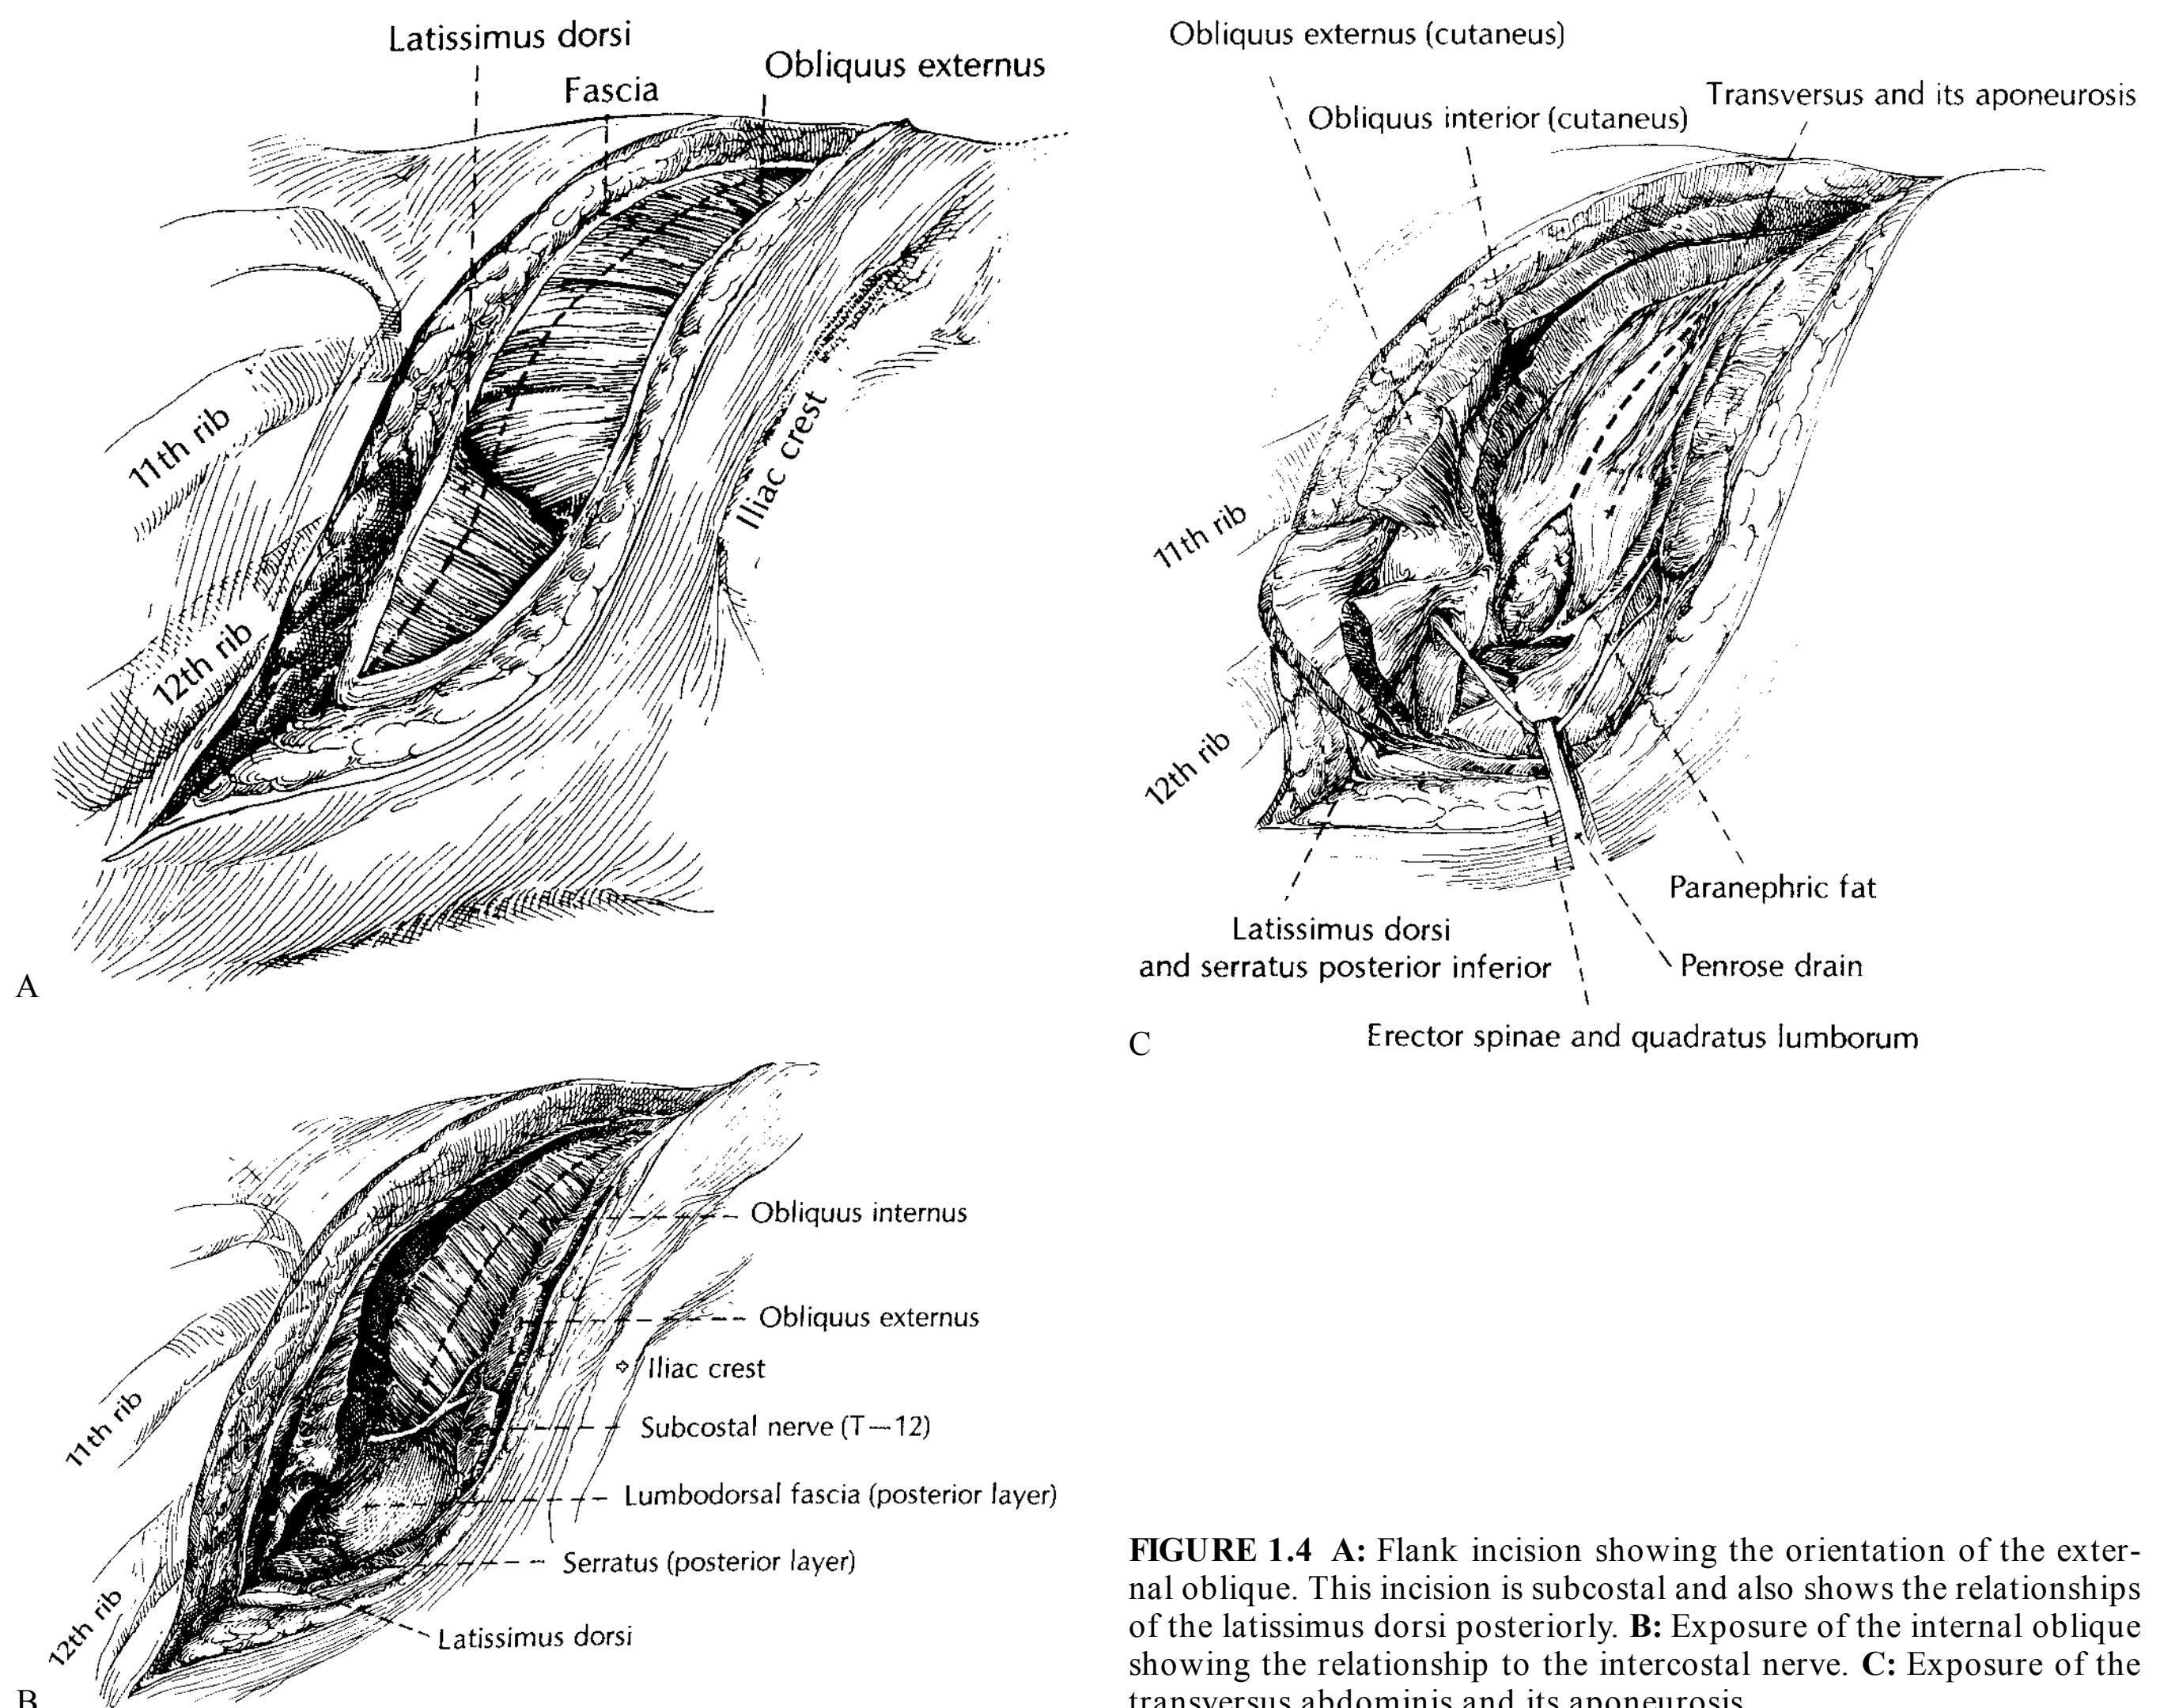 Latissimus dorsi
Fascia
Obliquus externus
11th rib
12th rib
Iliac crest
A
Obliquus externus (cutaneus)
Obliquus interior (cutaneus)
Transversus and its aponeurosis
11th rib
12th rib
Paranephric fat
Latissimus dorsi
and serratus posterior inferior
Penrose drain
Erector spinae and quadratus lumborum
C
Obliquus internus
Obliquus externus
Iliac crest
Subcostal nerve (T—12)
Lumbodorsal fascia (posterior layer)
Serratus (posterior layer)
Latissimus dorsi
11th rib
12th rib
B
FIGURE 1.4 A: Flank incision showing the orientation of the exter-
nal oblique. This incision is subcostal and also shows the relationships
of the latissimus dorsi posteriorly. B: Exposure of the internal oblique
showing the relationship to the intercostal nerve. C: Exposure of the
transversus abdominis and its aponeurosis.